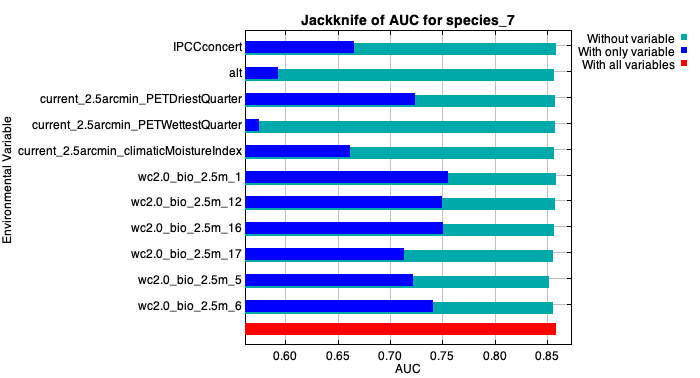 Jackknife of AUC for species_7
Without variable
With only variable
With all variables
Environmental Variable
IPCCconcert
alt
current_2.5arcmin_PETDriestQuarter
current_2.5arcmin_PETWettestQuarter
current_2.5arcmin_climaticMoistureIndex
wc2.0_bio_2.5m_1
wc2.0_bio_2.5m_12
wc2.0_bio_2.5m_16
wc2.0_bio_2.5m_17
wc2.0_bio_2.5m_5
wc2.0_bio_2.5m_6
0.60 0.65 0.70 0.75 0.80 0.85
AUC